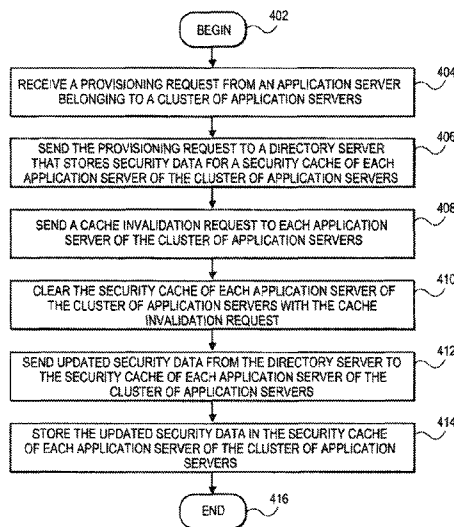 BEGIN
402
RECEIVE A PROVISIONING REQUEST FROM AN APPLICATION SERVER
BELONGING TO A CLUSTER OF APPLICATION SERVERS
404
SEND THE PROVISIONING REQUEST TO A DIRECTORY SERVER
THAT STORES SECURITY DATA FOR A SECURITY CACHE OF EACH
APPLICATION SERVER OF THE CLUSTER OF APPLICATION SERVERS
406
SEND A CACHE INVALIDATION REQUEST TO EACH APPLICATION
SERVER OF THE CLUSTER OF APPLICATION SERVERS
408
CLEAR THE SECURITY CACHE OF EACH APPLICATION SERVER OF
THE CLUSTER OF APPLICATION SERVERS WITH THE CACHE
INVALIDATION REQUEST
410
SEND UPDATED SECURITY DATA FROM THE DIRECTORY SERVER TO
THE SECURITY CACHE OF EACH APPLICATION SERVER OF THE
CLUSTER OF APPLICATION SERVERS
412
STORE THE UPDATED SECURITY DATA IN THE SECURITY CACHE
OF EACH APPLICATION SERVER OF THE CLUSTER OF APPLICATION
SERVERS
414
END
416